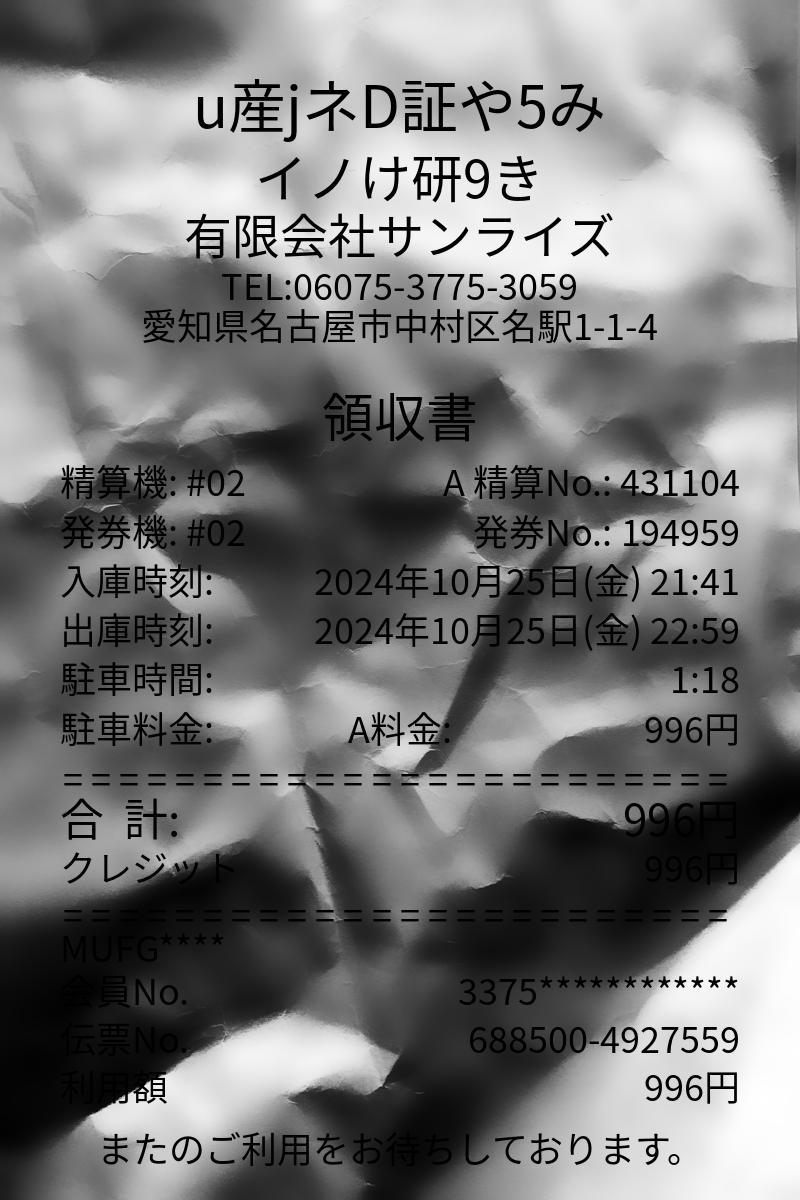 u産jネD証や5み
イノけ研9き
有限会社サンライズ
TEL:06075-3775-3059
愛知県名古屋市中村区名駅1-1-4
領収書
精算機: #02 A 精算No.: 431104
発券機: #02 発券No.: 194959
入庫時刻: 2024年10月25日(金) 21:41
出庫時刻: 2024年10月25日(金) 22:59
駐車時間: 1:18
駐車料金: A料金: 996円
========================
合 計: 996円
クレジット 996円
========================
MUFG****
会員No. 3375************
伝票No. 688500-4927559
利用額 996円
またのご利用をお待ちしております。